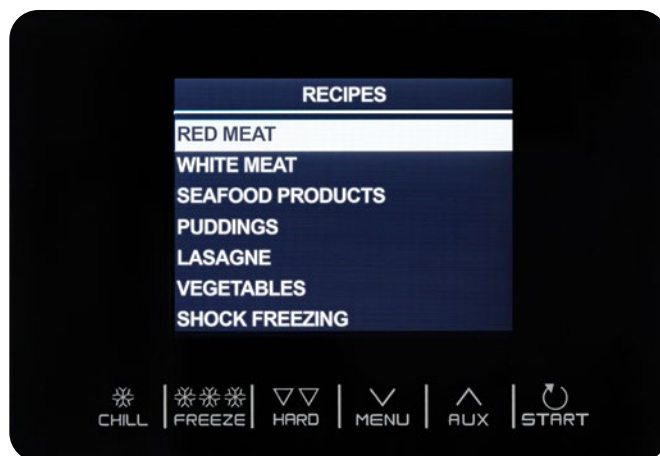 RECIPES
RED MEAT
WHITE MEAT
SEAFOOD PRODUCTS
PUDDINGS
LASAGNE
VEGETABLES
SHOCK FREEZING
CHILL FREEZE HARD MENU AUX START